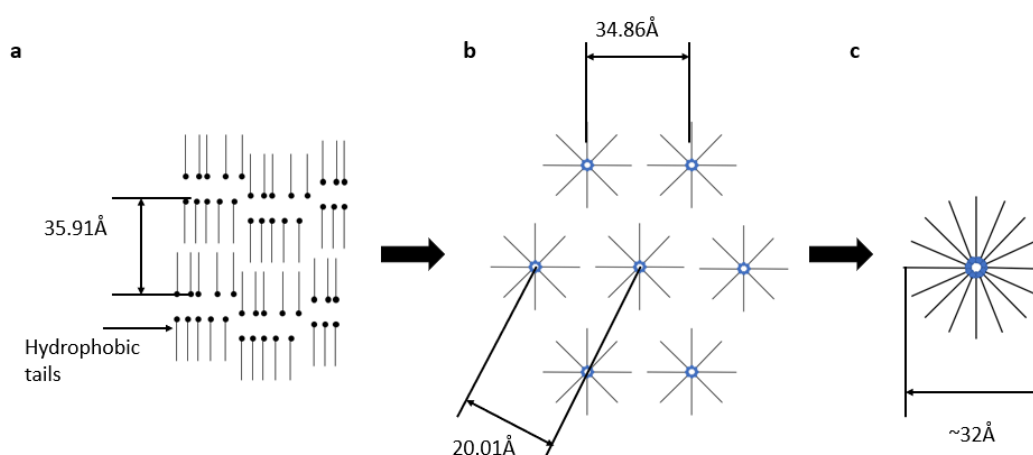 a
b
c
34.86Å
35.91Å
Hydrophobic
tails
20.01Å
~32Å